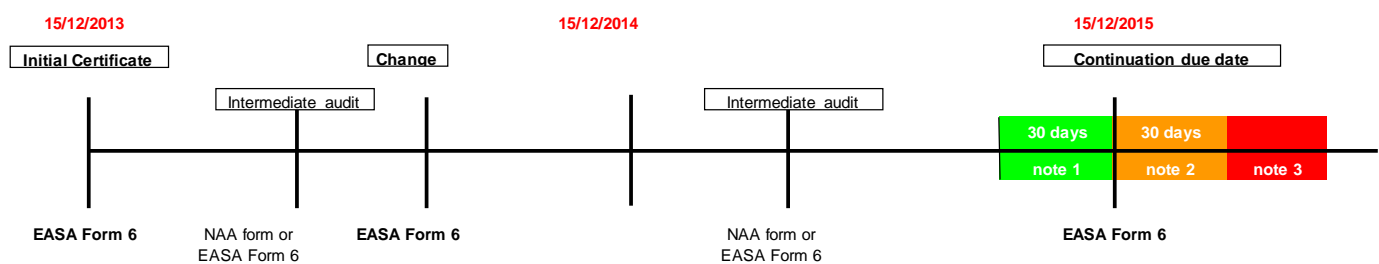 15/12/2013
15/12/2014
15/12/2015
Initial Certificate
Change
Continuation due date
Intermediate audit
Intermediate audit
30 days
30 days
note 1
note 2
note 3
EASA Form 6
NAA form or
EASA Form 6
EASA Form 6
NAA form or
EASA Form 6
EASA Form 6